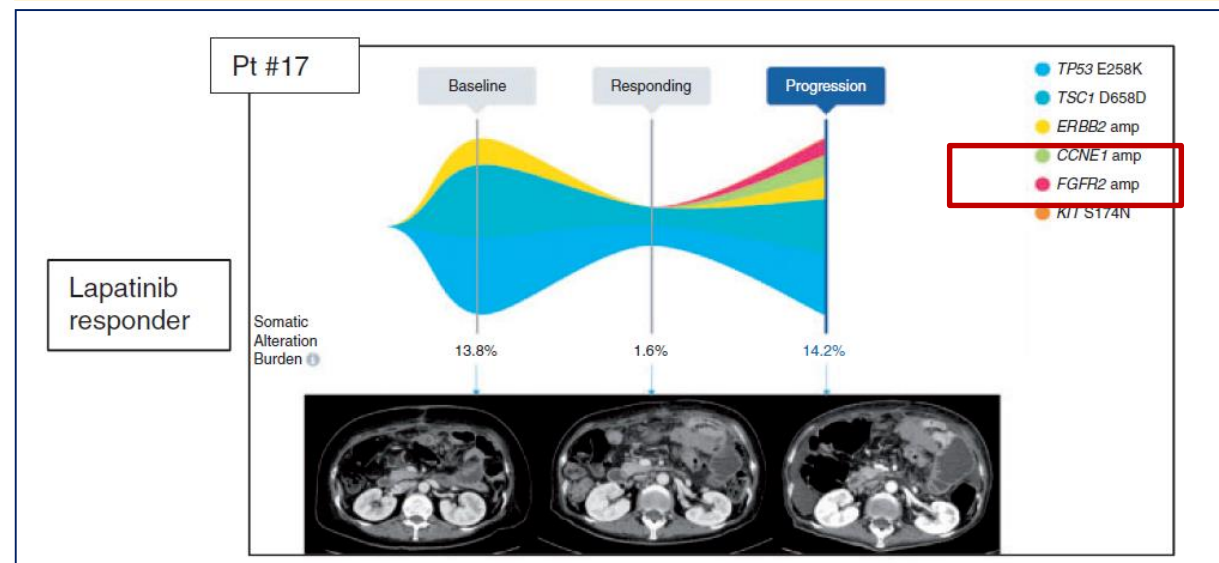 Pt #17
Baseline
Responding
Progression
TP53 E258K
TSC1 D658D
ERBB2 amp
CCNE1 amp
FGFR2 amp
KIT S174N
Lapatinib
responder
Somatic
Alteration
Burden
13.8%
1.6%
14.2%